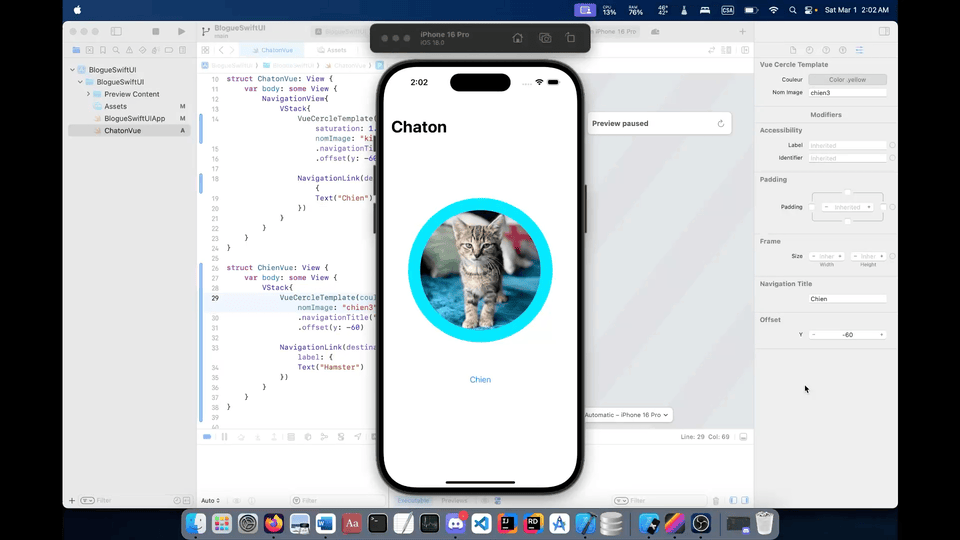 CPU 13%
RAM 76%
46°
42°
CSA
Sat Mar 1 2:02 AM
BlogueSwiftUI
main
iPhone 16 Pro
iOS 18.0
iPhone 16 Pro
ChatonVue
Assets
BlogueSwiftUI
BlogueSwiftUI
Preview Content
Assets M
BlogueSwiftUIApp M
ChatonVue A
10 struct ChatonVue: View {
11 var body: some View {
12 NavigationView{
13 VStack{
14 VueCercleTemplate(
saturation: 1.
nomImage: "ki
15 .navigationTit
16 .offset(y: -60
17
18 NavigationLink(des
{
19 Text("Chien")
20 })
21 }
22 }
23 }
24 }
25
26 struct ChienVue: View {
27 var body: some View {
28 VStack{
29 VueCercleTemplate(coul
nomImage: "chien3"
30 .navigationTitle("
31 .offset(y: -60)
32
33 NavigationLink(destina
label: {
34 Text("Hamster")
35 })
36 }
37 }
38 }
39
40
2:02
Chaton
Chien
Preview paused
Automatic – iPhone 16 Pro
Line: 29 Col: 69
Vue Cercle Template
Couleur Color .yellow
Nom Image chien3
Modifiers
Accessibility
Label Inherited
Identifier Inherited
Padding
Padding Inherited
Frame
Size Inher Inher
Width Height
Navigation Title
Chien
Offset
Y -60
Filter
Auto
Filter
Executable Previews
Filter